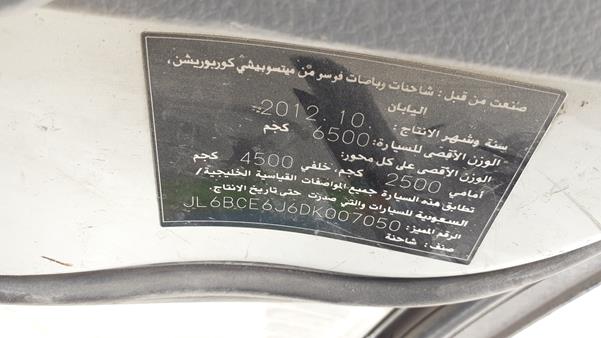 صنعت من قبل: شاحنات وباصات فوسو من ميتسوبيشي كوربوريشن،
اليابان
سنة وشهر الانتاج: 2012.10
الوزن الأقصى للسيارة: 6500 كجم
الوزن الأقصى على كل محور:
أمامي 2500 كجم، خلفي 4500 كجم
تطابق هذه السيارة جميع المواصفات القياسية الخليجية/
السعودية للسيارات والتي صدرت حتى تاريخ الانتاج.
الرقم المميز: JL6BCE6J6DK007050
صنف: شاحنة